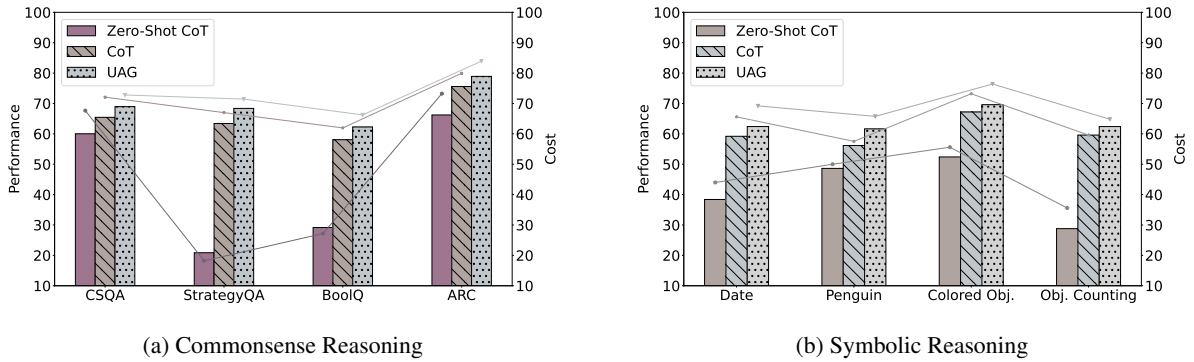 100
90
80
70
60
50
40
30
20
10
Performance
Zero-Shot CoT
CoT
UAG
CSQA
StrategyQA
BoolQ
ARC
100
90
80
70
60
50
40
30
20
10
Cost
(a) Commonsense Reasoning
100
90
80
70
60
50
40
30
20
10
Performance
Zero-Shot CoT
CoT
UAG
Date
Penguin
Colored Obj.
Obj. Counting
100
90
80
70
60
50
40
30
20
10
Cost
(b) Symbolic Reasoning